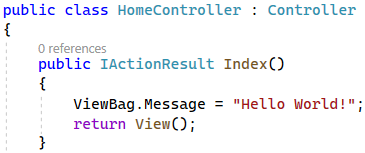 public class HomeController : Controller
{
0 references
public IActionResult Index()
{
ViewBag.Message = "Hello World!";
return View();
}